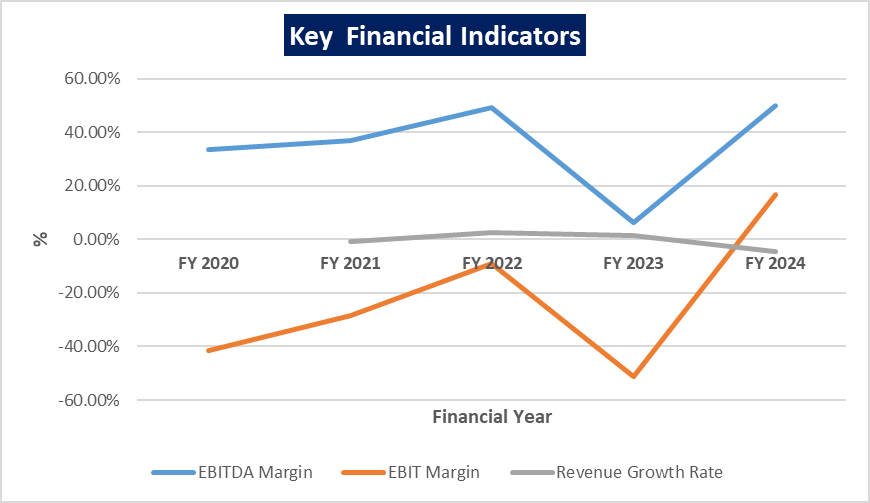 Key  Financial Indicators
60.00%
40.00%
20.00%
0.00%
-20.00%
-40.00%
-60.00%
%
FY 2020 FY 2021 FY 2022 FY 2023 FY 2024
Financial Year
EBITDA Margin EBIT Margin Revenue Growth Rate